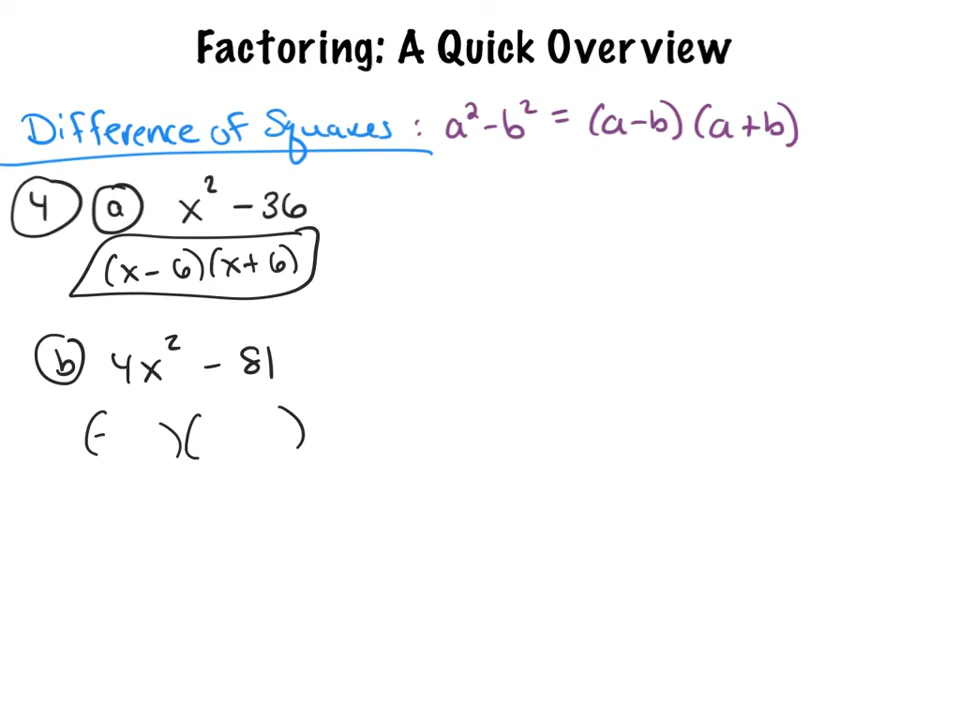 Factoring: A Quick Overview
Difference of Squares : a² - b² = (a-b)(a+b)
4 a x² - 36
(x - 6)(x + 6)
b 4x² - 81
(- )( )